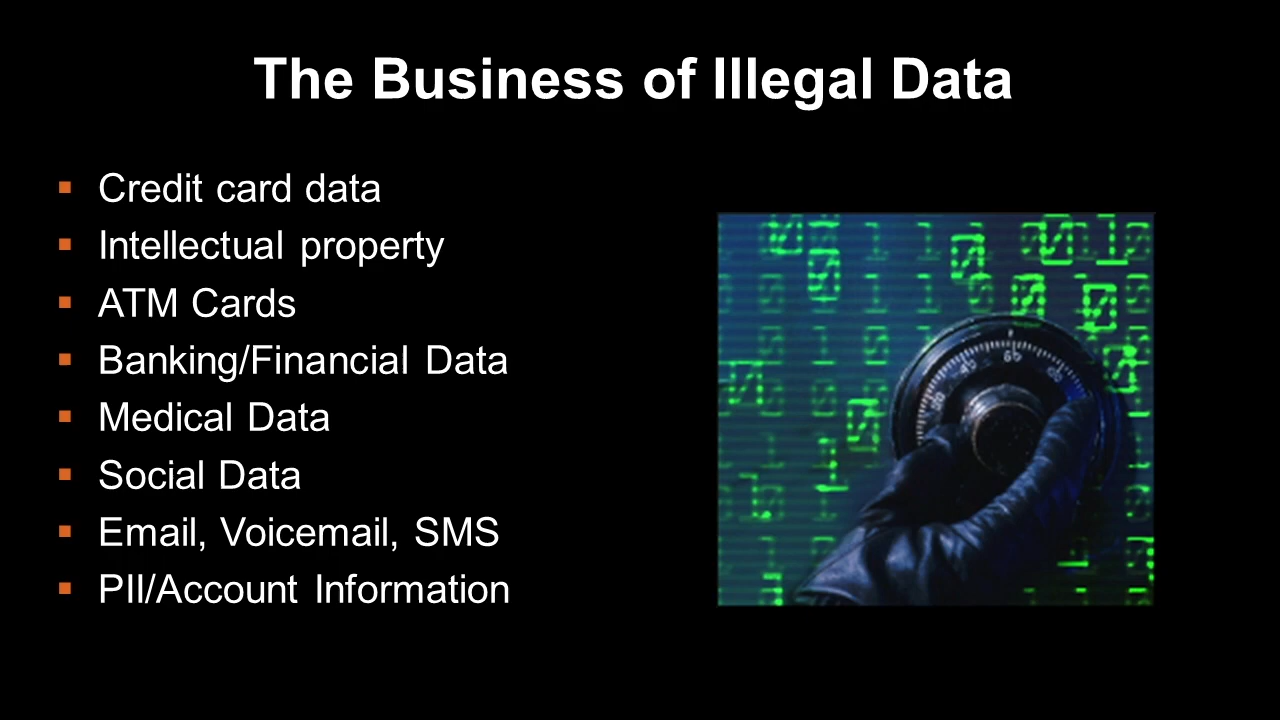 The Business of Illegal Data
Credit card data
Intellectual property
ATM Cards
Banking/Financial Data
Medical Data
Social Data
Email, Voicemail, SMS
PII/Account Information